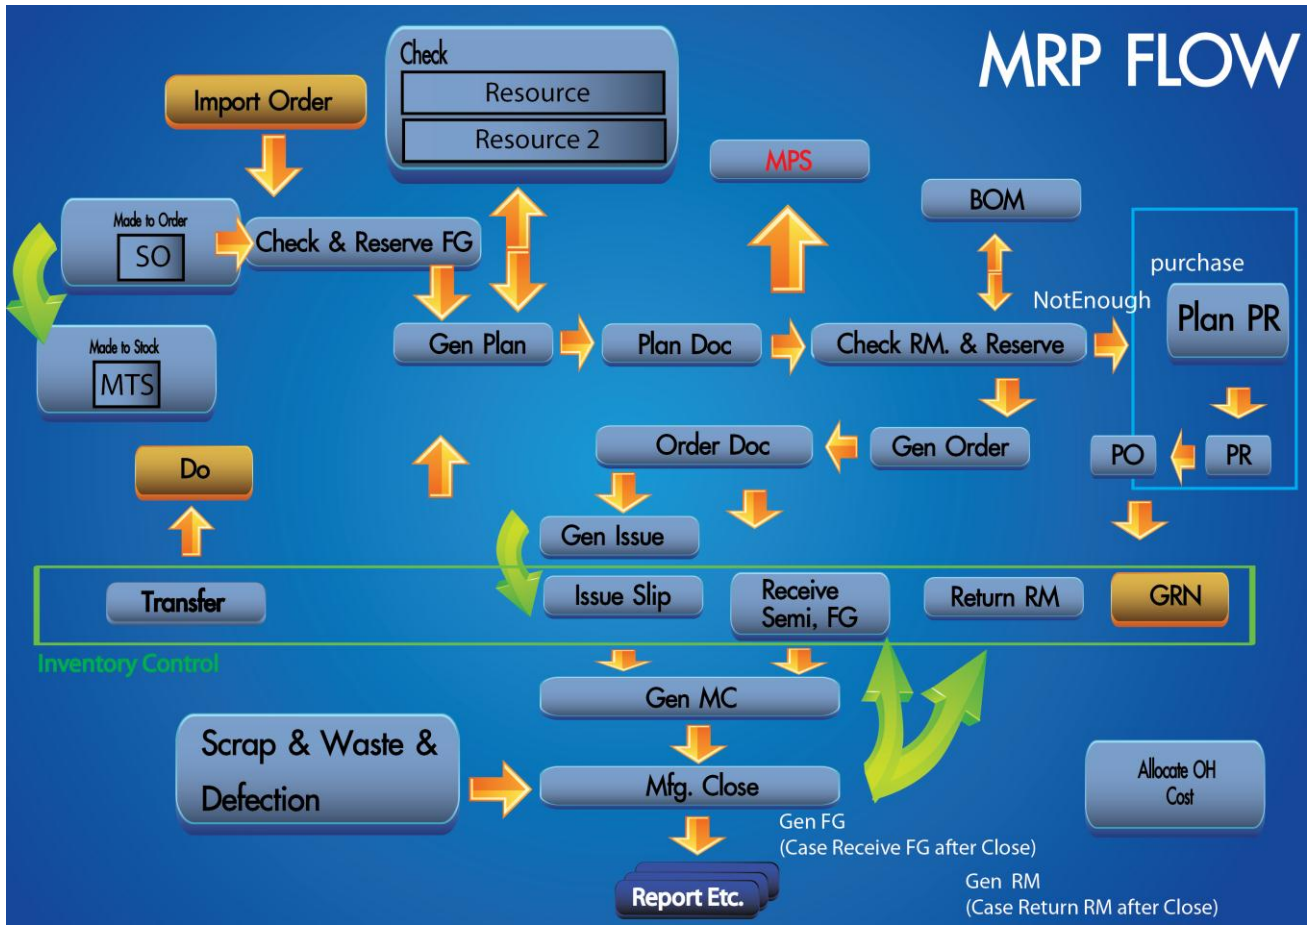 MRP FLOW
Check
Resource
Resource 2
Import Order
MPS
BOM
Made to Order
SO
Check & Reserve FG
purchase
NotEnough
Plan PR
Made to Stock
MTS
Gen Plan
Plan Doc
Check RM. & Reserve
Do
Order Doc
Gen Order
PO
PR
Gen Issue
Transfer
Issue Slip
Receive
Semi, FG
Return RM
GRN
Inventory Control
Gen MC
Scrap & Waste &
Defection
Mfg. Close
Allocate OH
Cost
Gen FG
(Case Receive FG after Close)
Report Etc.
Gen RM
(Case Return RM after Close)